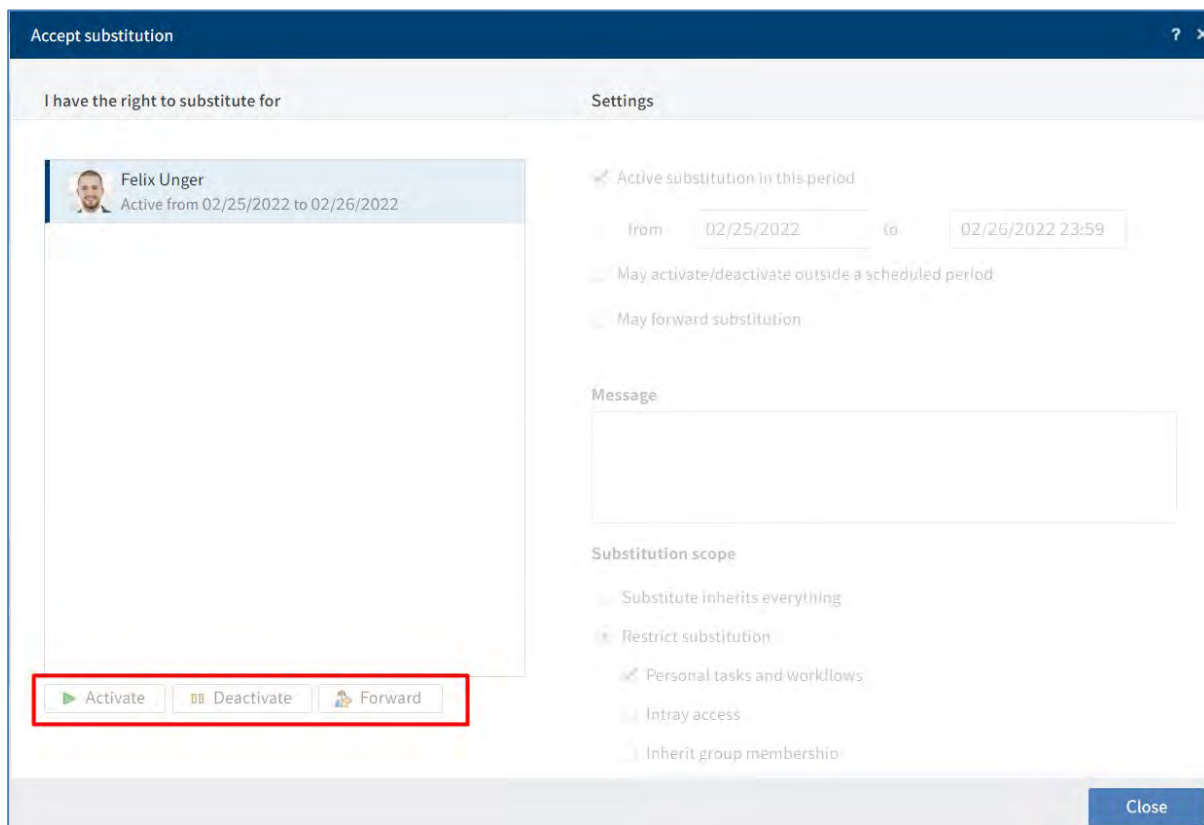 Accept substitution
I have the right to substitute for
Felix Unger
Active from 02/25/2022 to 02/26/2022
Activate
Deactivate
Forward
Settings
Active substitution in this period
from 02/25/2022 to 02/26/2022 23:59
May activate/deactivate outside a scheduled period
May forward substitution
Message
Substitution scope
Substitute inherits everything
Restrict substitution
Personal tasks and workflows
Intray access
Inherit group membership
Close